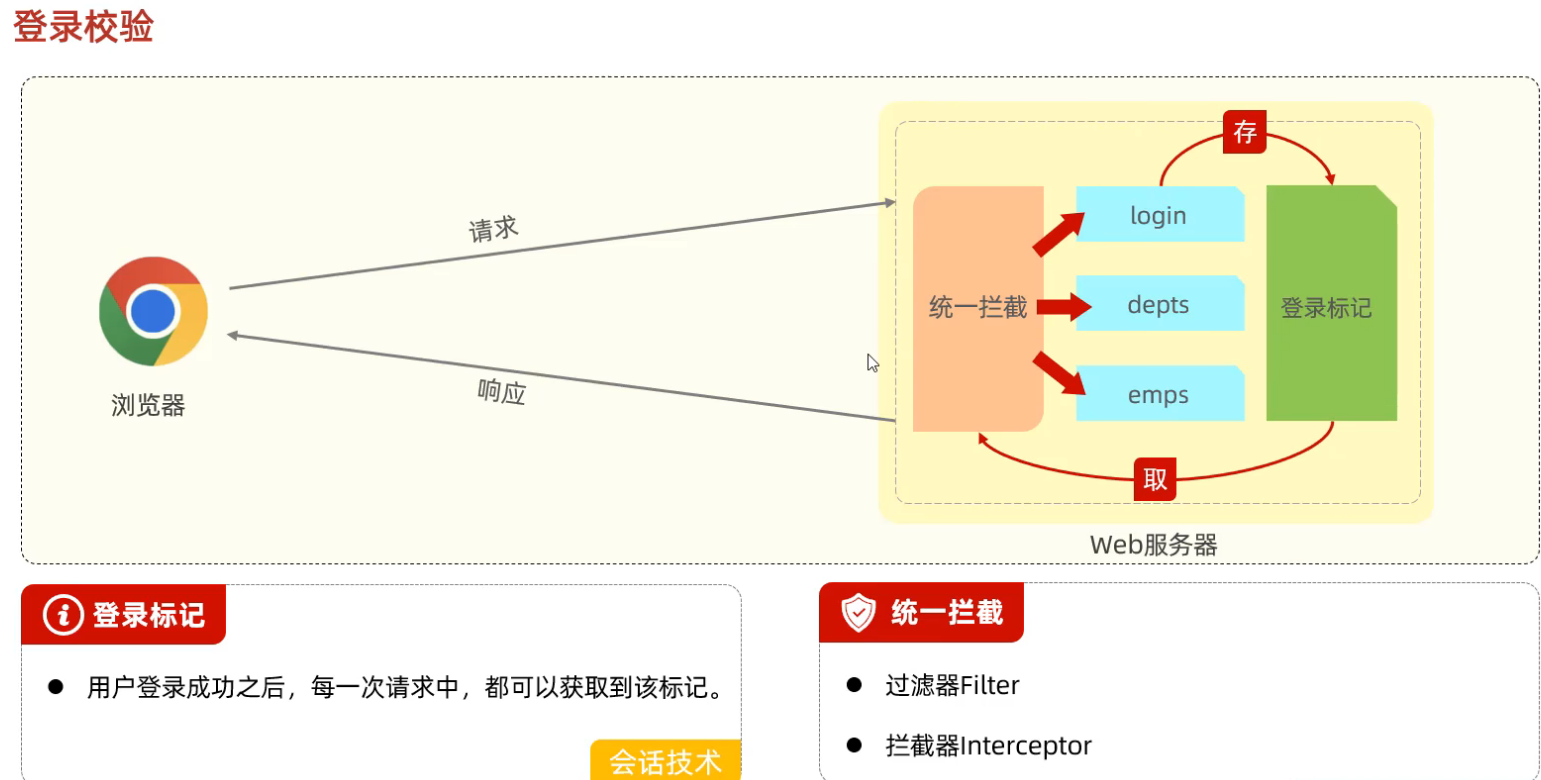 登录校验
存
请求
login
统一拦截
depts
登录标记
响应
emps
浏览器
取
Web服务器
登录标记
用户登录成功之后，每一次请求中，都可以获取到该标记。
会话技术
统一拦截
过滤器Filter
拦截器Interceptor